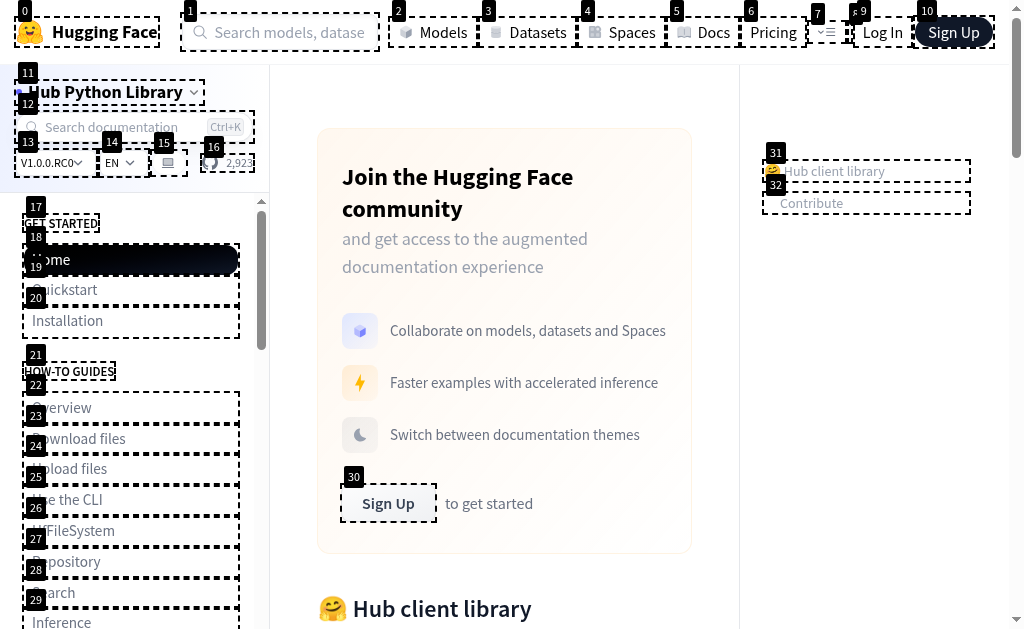 0
1
2
3
4
5
6
7
9
10
Hugging Face
Search models, datase
Models
Datasets
Spaces
Docs
Pricing
Log In
Sign Up
11
Hub Python Library
12
Search documentation
Ctrl+K
13
14
15
16
V1.0.0.RC0
EN
2,923
17
GET STARTED
18
Home
19
Quickstart
20
Installation
21
HOW-TO GUIDES
22
Overview
23
Download files
24
Upload files
25
Use the CLI
26
HfFileSystem
27
Repository
28
Search
29
Inference
Join the Hugging Face
community
and get access to the augmented
documentation experience
Collaborate on models, datasets and Spaces
Faster examples with accelerated inference
Switch between documentation themes
30
Sign Up
to get started
🤗 Hub client library
31
🤗 Hub client library
32
Contribute